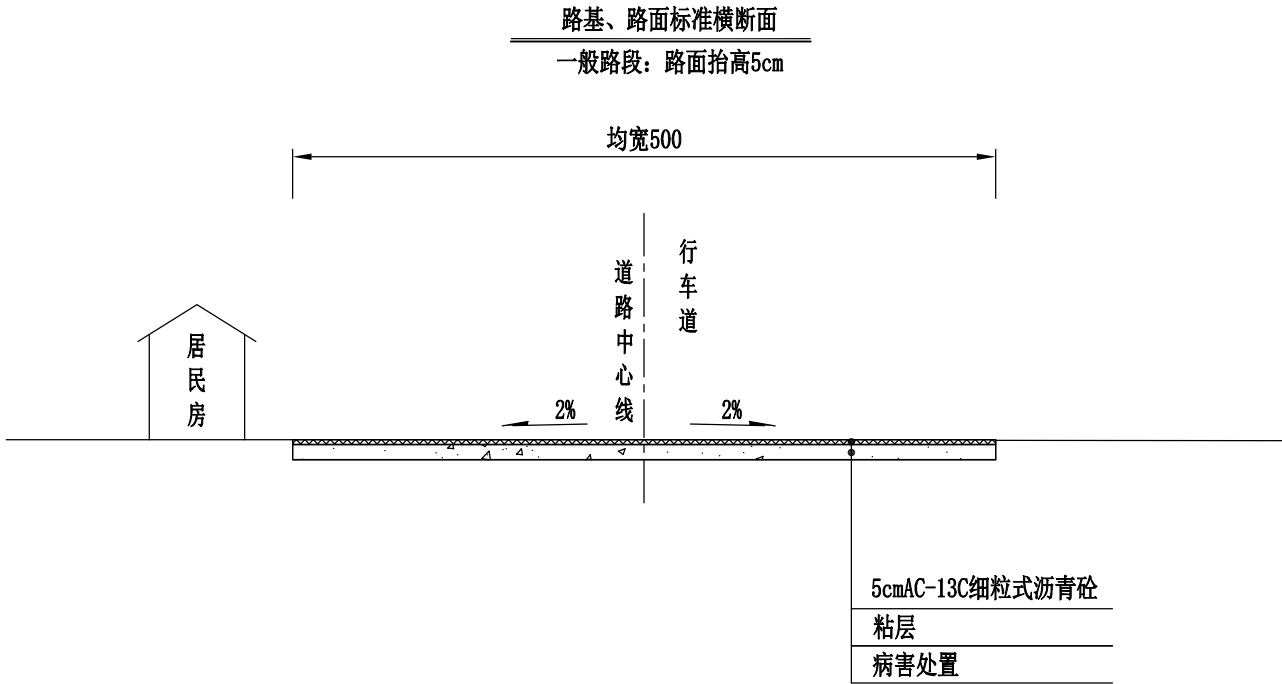 路基、路面标准横断面
一般路段：路面抬高5cm
均宽500
行车道
道路中心线
居民房
2%
2%
5cmAC-13C细粒式沥青砼
粘层
病害处置